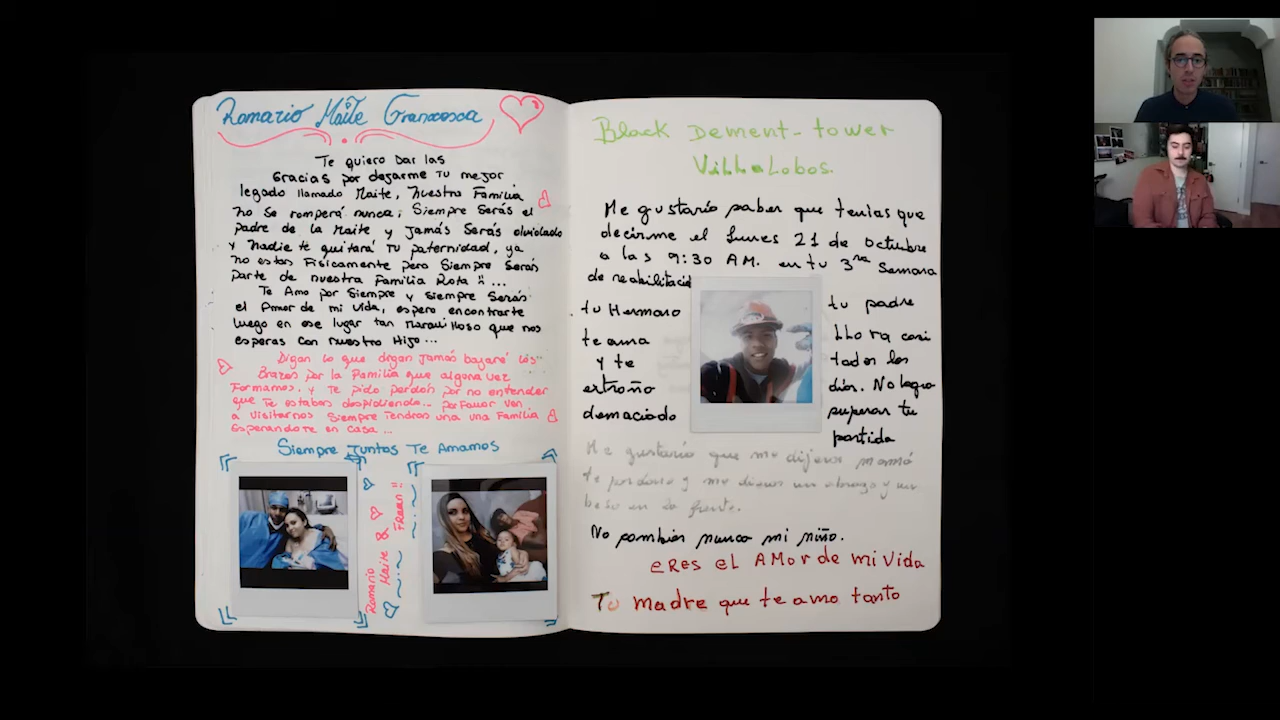 Romario Maite Francesca
Te quiero Dar las
Gracias por dejarme Tu mejor
legado llamado Maite, Nuestra Familia
no se romperá nunca; Siempre Serás el
padre de la Maite y Jamás Serás olvidado
y Nadie te quitará Tu paternidad, ya
no estas Fisicamente pero Siempre Serás
parte de nuestra Familia Rota !! ...
Te Amo por Siempre y siempre Serás
el Amor de mi vida, espero encontrarte
luego en ese lugar tan Maravilloso que nos
esperas con nuestro Hijo ...
Digan lo que digan Jamás bajaré los
Brazos por la Familia que alguna vez
Formamos. y Te pido perdón por no entender
que Te estabas despidiendo... por Favor Ven
a visitarnos Siempre Tendras una una Familia
Esperandote en Casa ...
Siempre Juntos Te Amamos
Romario
Maite &
Fran
Black Dement-tower
Villalobos.
Me gustaría saber que tenias que
decirme el Lunes 21 de octubre
a las 9:30 A.M. en tu 3ra Semana
de reabilitació
tu Hermano
te ama
y te
extraño
demaciado
tu padre
LLora casi
todos los
días. No logro
superar tu
partida
Me gustaría que me dijeras mamá
te perdono y me dieras un abrazo y un
beso en la frente.
No cambies nunca mi niño.
eRes eL AMor de mi Vida
Tu madre que te amo tanto